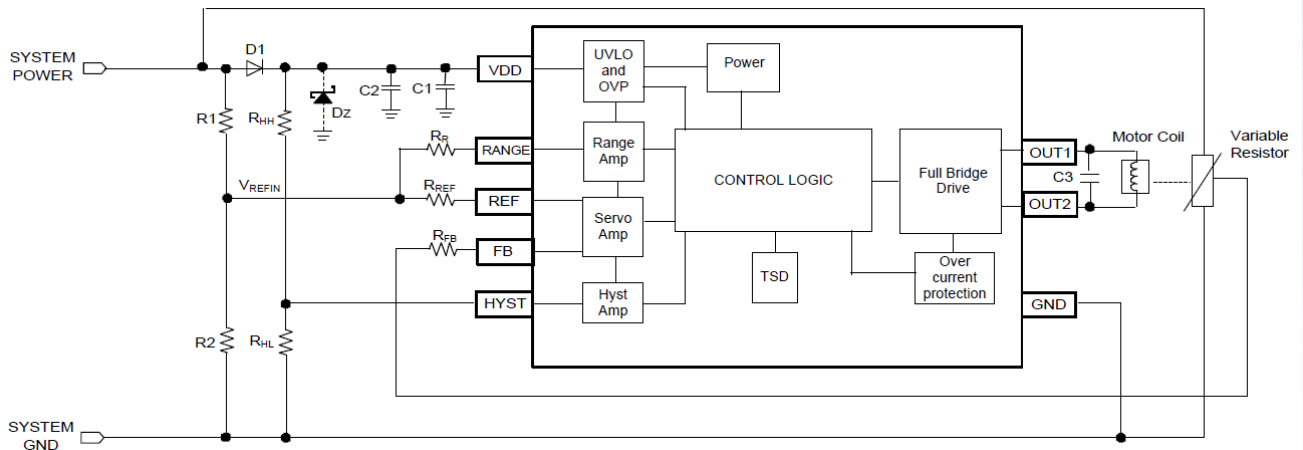 SYSTEM
POWER
D1
R1
RHH
Dz
C2
C1
VDD
UVLO
and
OVP
Power
RR
RANGE
Range
Amp
VREFIN
RREF
REF
Servo
Amp
CONTROL LOGIC
Full Bridge
Drive
OUT1
OUT2
C3
Motor Coil
Variable
Resistor
RFB
FB
TSD
Over
current
protection
HYST
Hyst
Amp
GND
R2
RHL
SYSTEM
GND